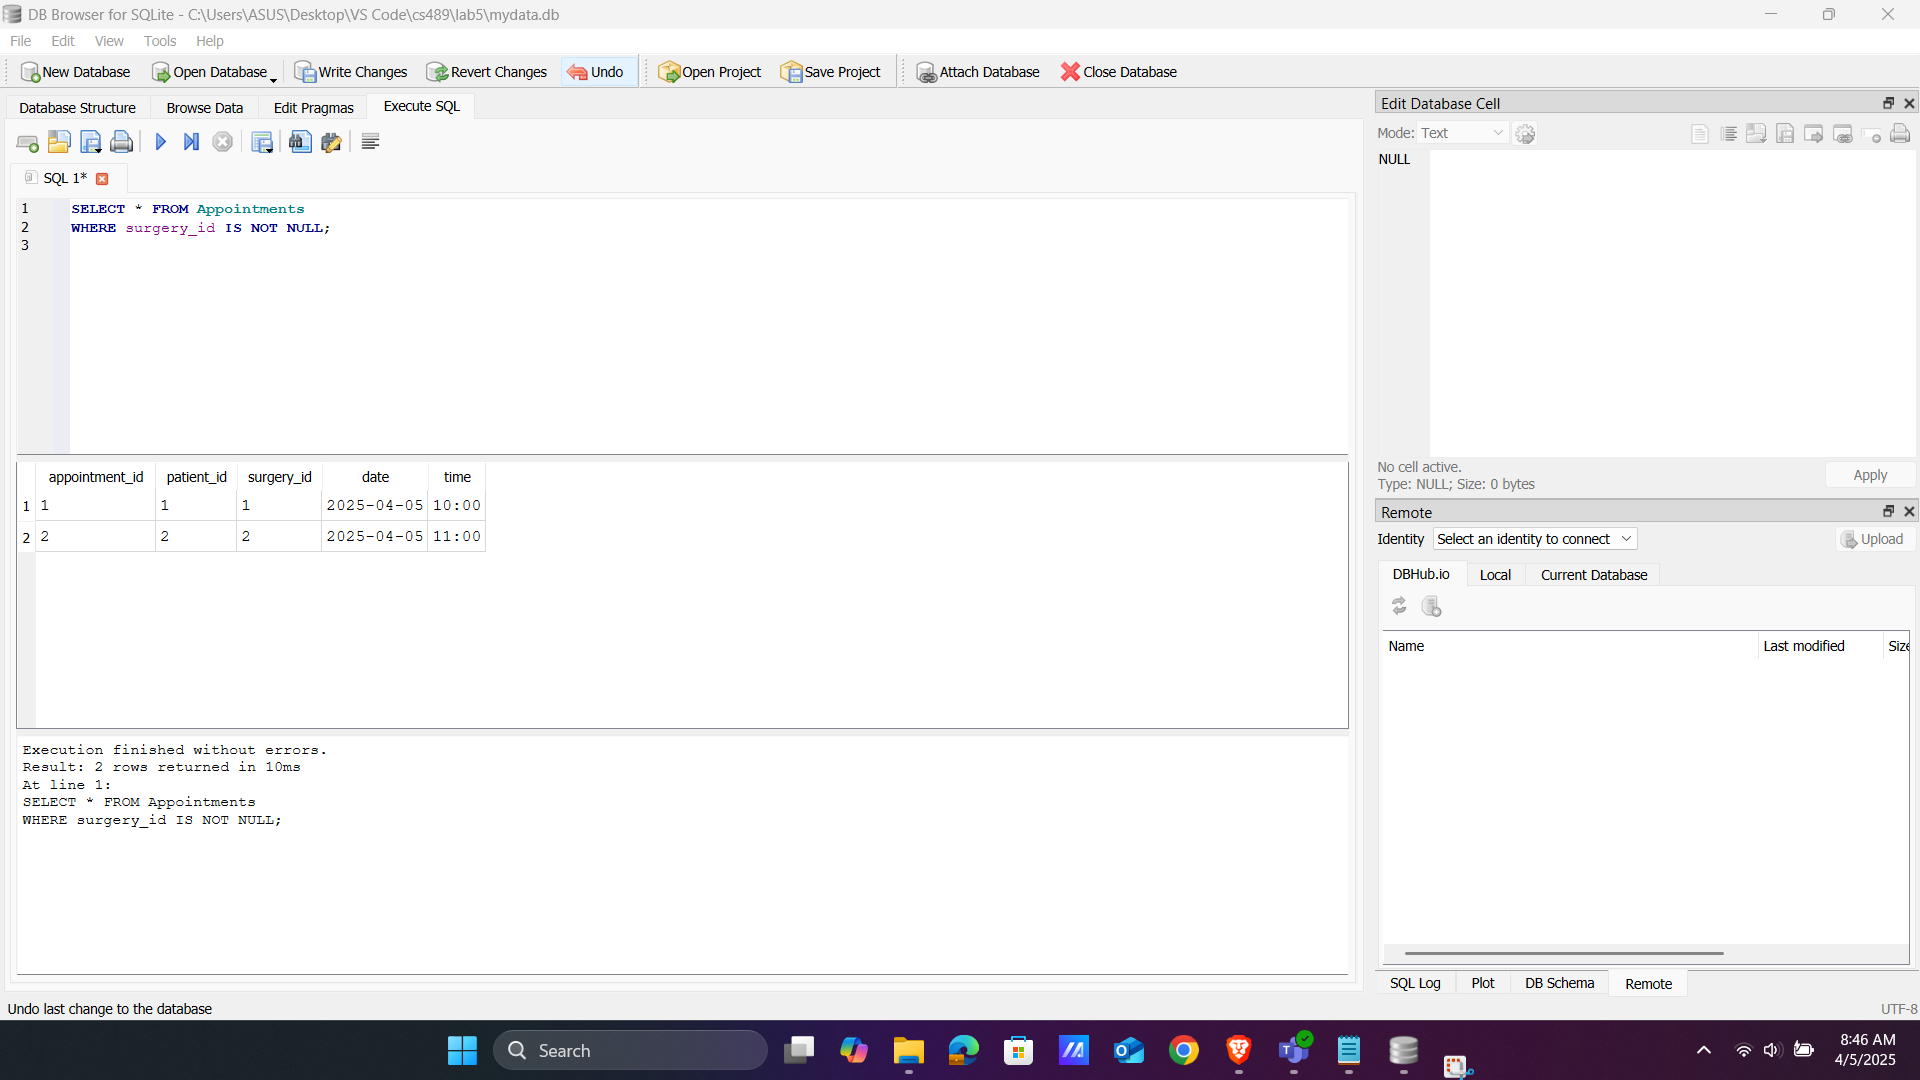 DB Browser for SQLite - C:\Users\ASUS\Desktop\VS Code\cs489\lab5\mydata.db
File Edit View Tools Help
New Database Open Database Write Changes Revert Changes Undo Open Project Save Project Attach Database Close Database
Database Structure Browse Data Edit Pragmas Execute SQL
SQL 1*
1 SELECT * FROM Appointments
2 WHERE surgery_id IS NOT NULL;
3
appointment_id patient_id surgery_id date time
1 1 1 1 2025-04-05 10:00
2 2 2 2 2025-04-05 11:00
Execution finished without errors.
Result: 2 rows returned in 10ms
At line 1:
SELECT * FROM Appointments
WHERE surgery_id IS NOT NULL;
Edit Database Cell
Mode: Text
NULL
No cell active.
Type: NULL; Size: 0 bytes
Apply
Remote
Identity Select an identity to connect Upload
DBHub.io Local Current Database
Name Last modified Size
SQL Log Plot DB Schema Remote
Undo last change to the database
UTF-8
Search
8:46 AM
4/5/2025